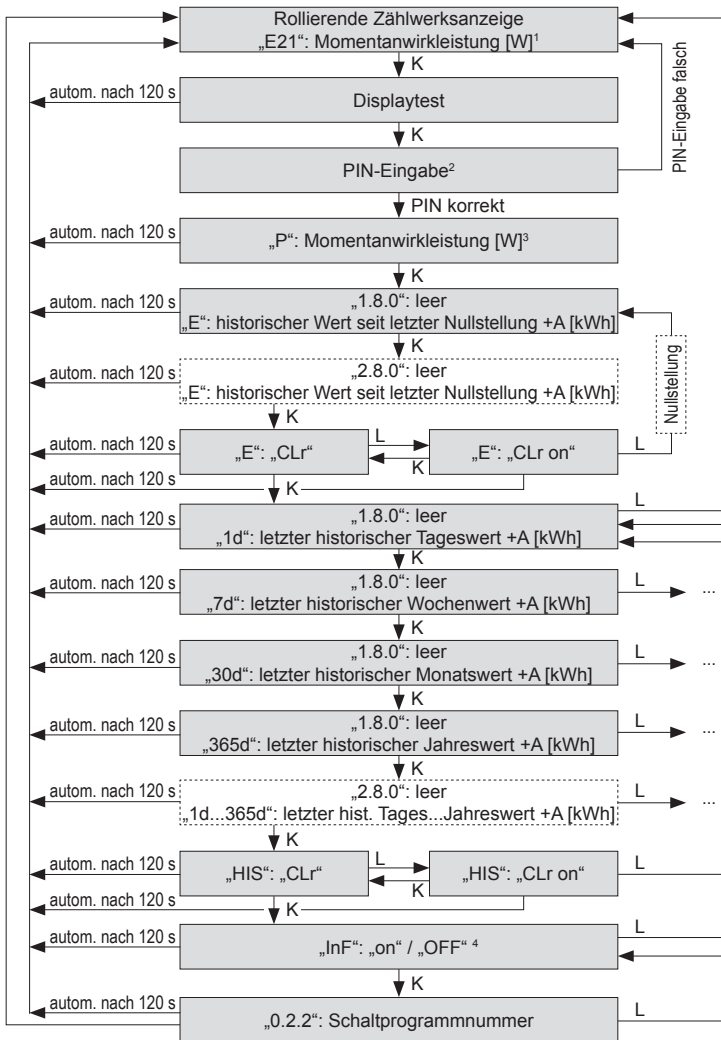 Rollierende Zählwerksanzeige
„E21“: Momentanwirkleistung [W]¹
K
PIN-Eingabe falsch
autom. nach 120 s
Displaytest
K
PIN-Eingabe²
PIN korrekt
autom. nach 120 s
„P“: Momentanwirkleistung [W]³
K
autom. nach 120 s
„1.8.0“: leer
„E“: historischer Wert seit letzter Nullstellung +A [kWh]
K
Nullstellung
autom. nach 120 s
„2.8.0“: leer
„E“: historischer Wert seit letzter Nullstellung +A [kWh]
K
autom. nach 120 s
„E“: „CLr“
L
K
„E“: „CLr on“
L
autom. nach 120 s
K
L
autom. nach 120 s
„1.8.0“: leer
„1d“: letzter historischer Tageswert +A [kWh]
K
autom. nach 120 s
„1.8.0“: leer
„7d“: letzter historischer Wochenwert +A [kWh]
L
...
K
autom. nach 120 s
„1.8.0“: leer
„30d“: letzter historischer Monatswert +A [kWh]
L
...
K
autom. nach 120 s
„1.8.0“: leer
„365d“: letzter historischer Jahreswert +A [kWh]
L
...
K
autom. nach 120 s
„2.8.0“: leer
„1d...365d“: letzter hist. Tages...Jahreswert +A [kWh]
L
...
K
autom. nach 120 s
„HIS“: „CLr“
L
K
„HIS“: „CLr on“
L
autom. nach 120 s
K
autom. nach 120 s
„InF“: „on“ / „OFF“ ⁴
L
K
autom. nach 120 s
„0.2.2“: Schaltprogrammnummer
L